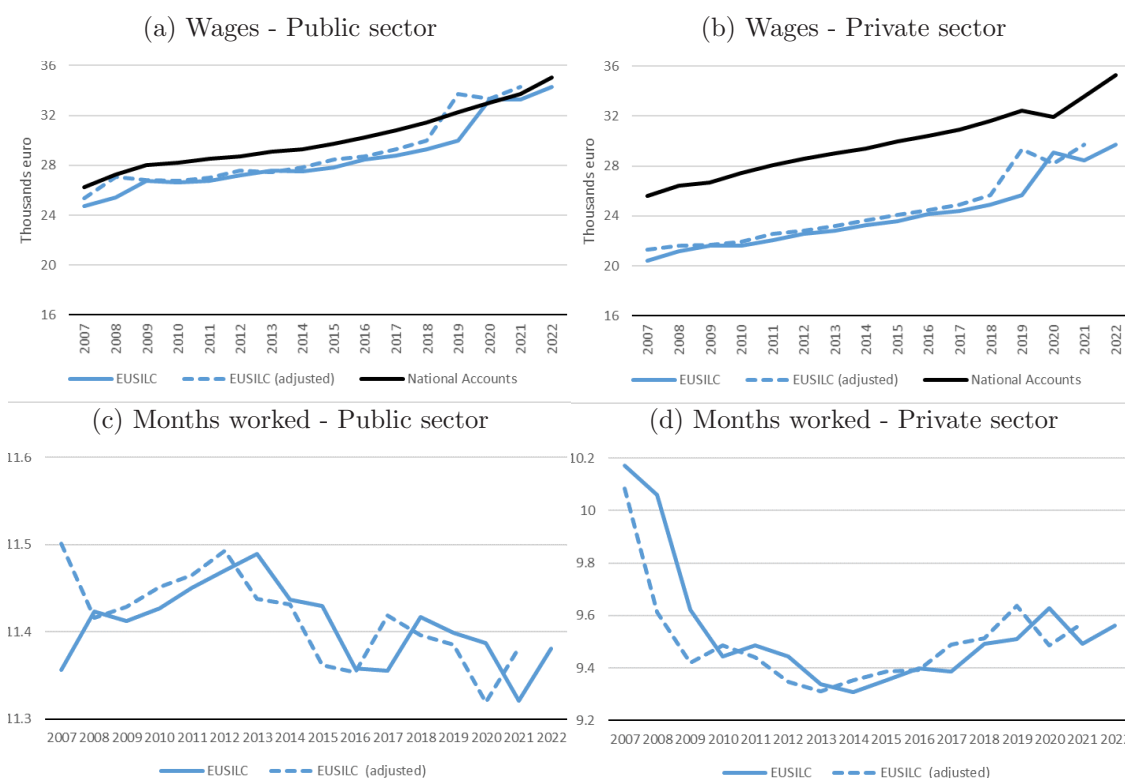 (a) Wages - Public sector
Thousands euro
36
32
28
24
20
16
2007 2008 2009 2010 2011 2012 2013 2014 2015 2016 2017 2018 2019 2020 2021 2022
EUSILC EUSILC (adjusted) National Accounts
(b) Wages - Private sector
Thousands euro
36
32
28
24
20
16
2007 2008 2009 2010 2011 2012 2013 2014 2015 2016 2017 2018 2019 2020 2021 2022
EUSILC EUSILC (adjusted) National Accounts
(c) Months worked - Public sector
11.6
11.5
11.4
11.3
2007 2008 2009 2010 2011 2012 2013 2014 2015 2016 2017 2018 2019 2020 2021 2022
EUSILC EUSILC (adjusted)
(d) Months worked - Private sector
10.2
10
9.8
9.6
9.4
9.2
2007 2008 2009 2010 2011 2012 2013 2014 2015 2016 2017 2018 2019 2020 2021 2022
EUSILC EUSILC (adjusted)